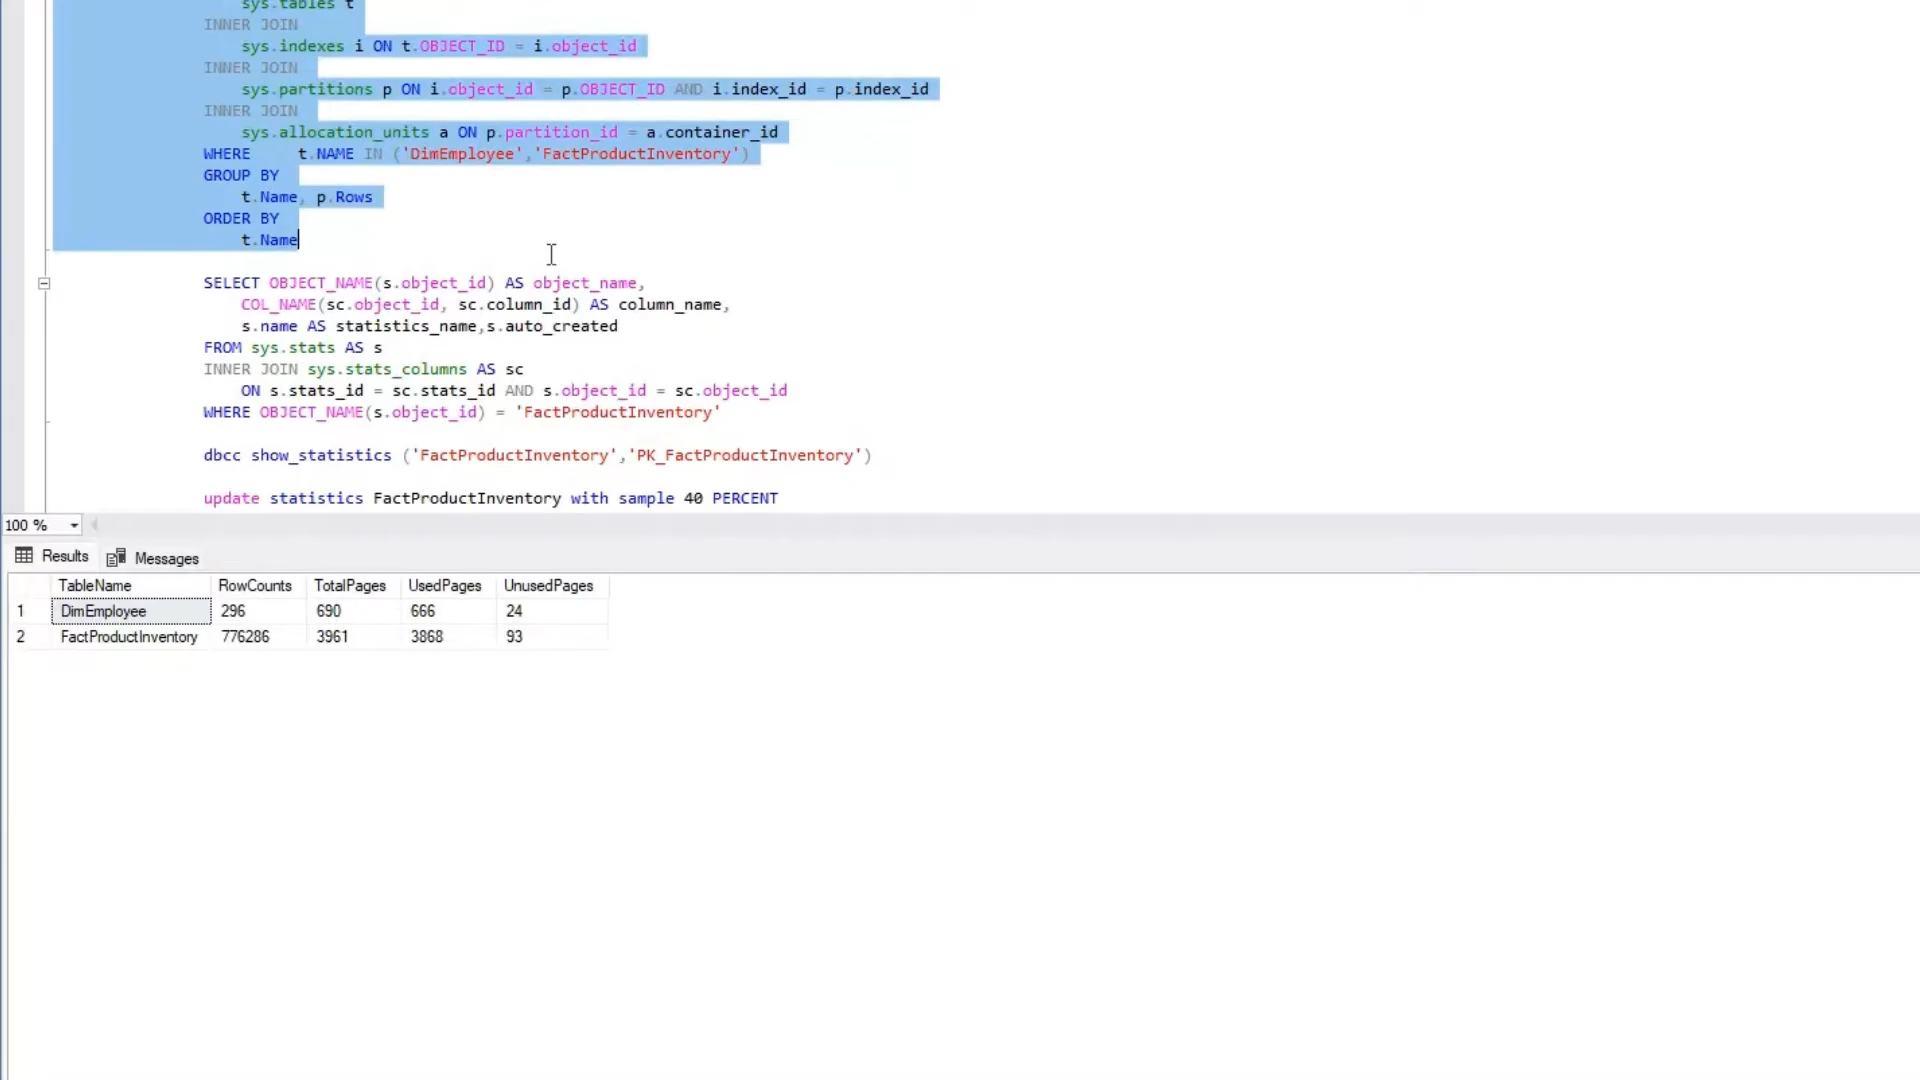 sys.tables t
INNER JOIN
sys.indexes i ON t.OBJECT_ID = i.object_id
INNER JOIN
sys.partitions p ON i.object_id = p.OBJECT_ID AND i.index_id = p.index_id
INNER JOIN
sys.allocation_units a ON p.partition_id = a.container_id
WHERE t.NAME IN ('DimEmployee','FactProductInventory')
GROUP BY
t.Name, p.Rows
ORDER BY
t.Name
SELECT OBJECT_NAME(s.object_id) AS object_name,
COL_NAME(sc.object_id, sc.column_id) AS column_name,
s.name AS statistics_name,s.auto_created
FROM sys.stats AS s
INNER JOIN sys.stats_columns AS sc
ON s.stats_id = sc.stats_id AND s.object_id = sc.object_id
WHERE OBJECT_NAME(s.object_id) = 'FactProductInventory'
dbcc show_statistics ('FactProductInventory','PK_FactProductInventory')
update statistics FactProductInventory with sample 40 PERCENT
100 %
Results Messages
TableName RowCounts TotalPages UsedPages UnusedPages
1 DimEmployee 296 690 666 24
2 FactProductInventory 776286 3961 3868 93